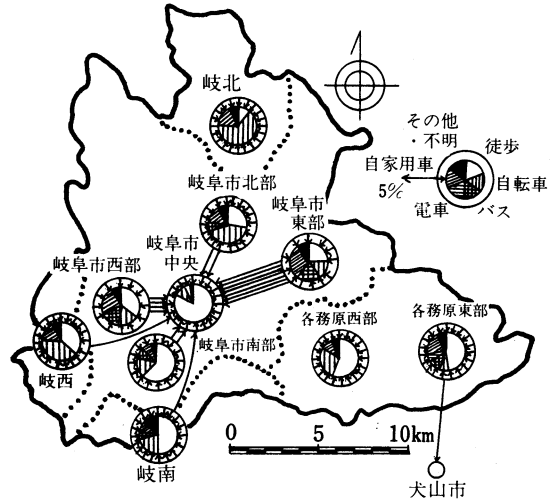 岐北
その他
・不明
徒歩
自家用車
5%
自転車
電車
バス
岐阜市北部
岐阜市
東部
岐阜市
中央
岐阜市西部
各務原西部
各務原東部
岐阜市南部
岐西
岐南
0
5
10km
犬山市